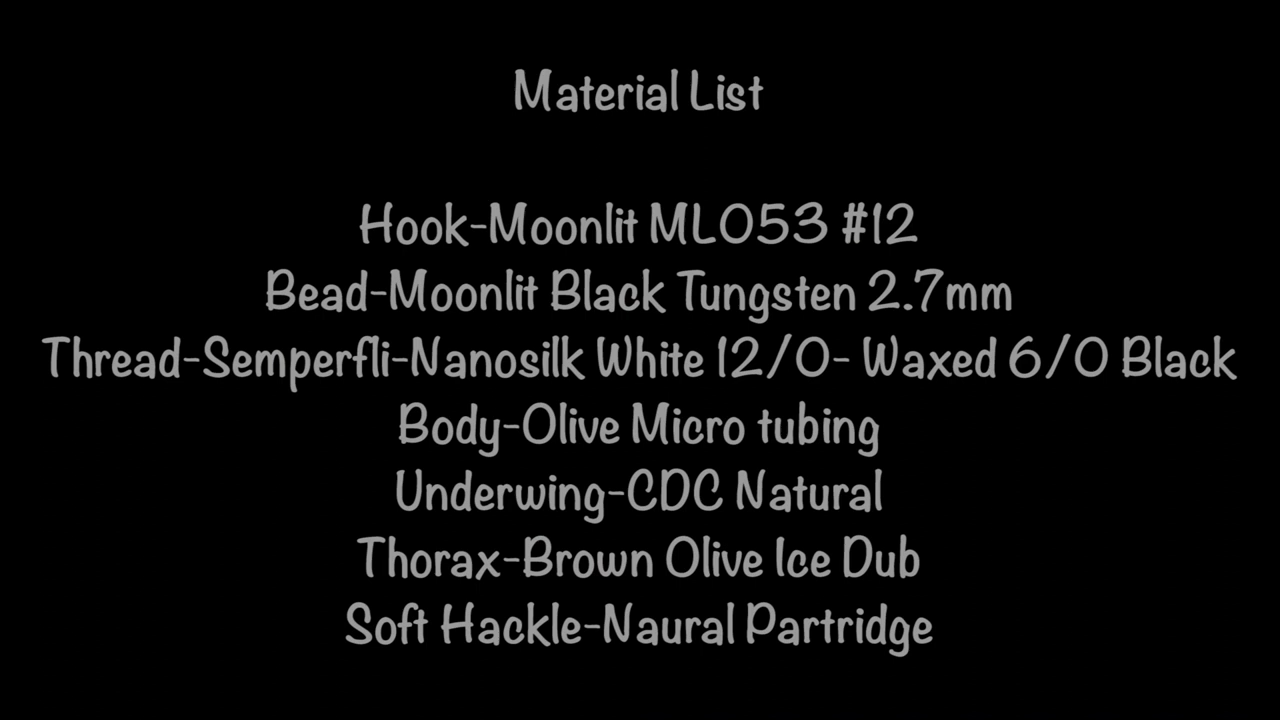 Material List
Hook-Moonlit ML053 #12
Bead-Moonlit Black Tungsten 2.7mm
Thread-Semperfli-Nanosilk White 12/0- Waxed 6/0 Black
Body-Olive Micro tubing
Underwing-CDC Natural
Thorax-Brown Olive Ice Dub
Soft Hackle-Naural Partridge